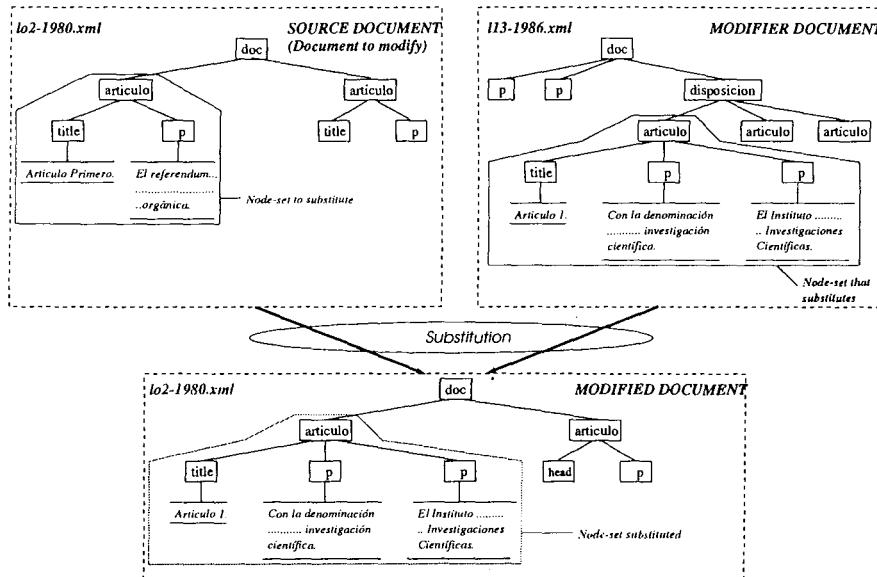 lo2-1980.xml
SOURCE DOCUMENT
(Document to modify)
doc
articulo
articulo
title
p
title
p
Articulo Primero.
El referendum...
..orgánica.
Node-set to substitute
l13-1986.xml
MODIFIER DOCUMENT
doc
p
p
disposicion
articulo
articulo
articulo
title
p
p
Articulo 1.
Con la denominación
........... investigación
científica.
El Instituto .........
.. Investigaciones
Científicas.
Node-set that
substitutes
Substitution
lo2-1980.xml
MODIFIED DOCUMENT
doc
articulo
articulo
title
p
p
head
p
Articulo 1.
Con la denominación
........... investigación
científica.
El Instituto .........
.. Investigaciones
Científicas.
Node-set substituted